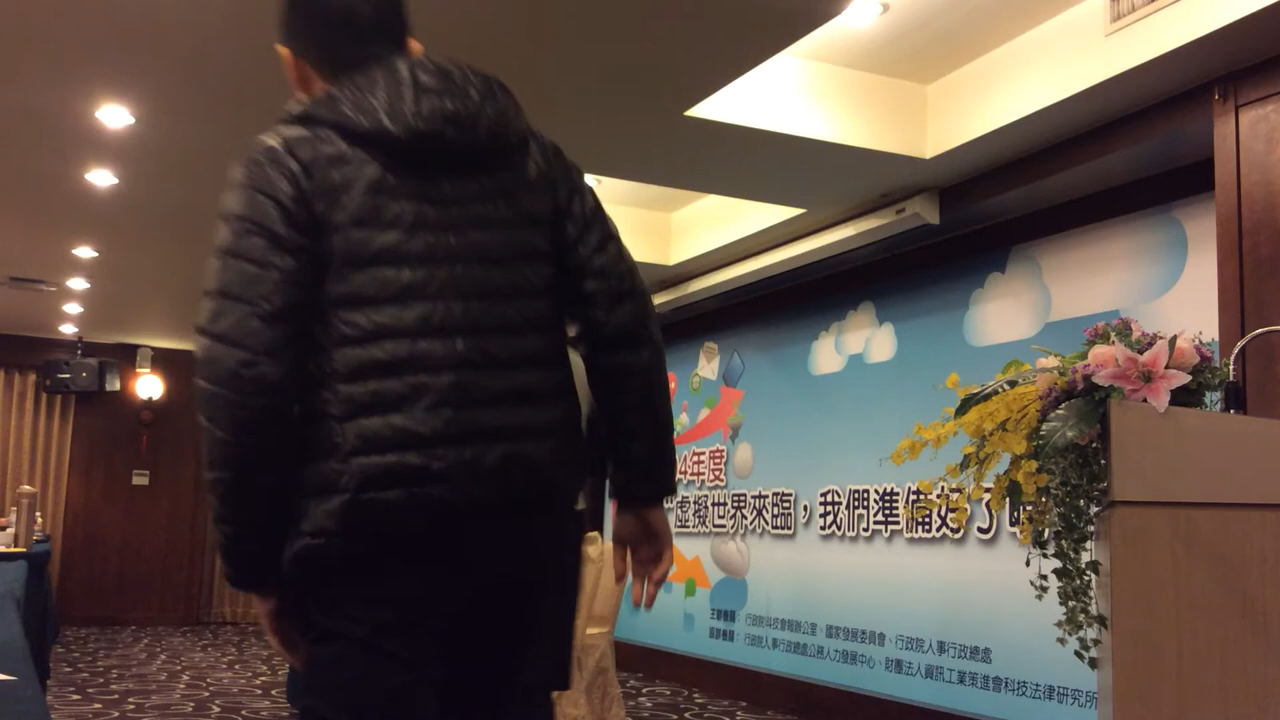 04年度
"虛擬世界來臨，我們準備好了嗎
主辦機關：行政院科技會報辦公室、國家發展委員會、行政院人事行政總處
協辦機關：行政院人事行政總處公務人力發展中心、財團法人資訊工業策進會科技法律研究所